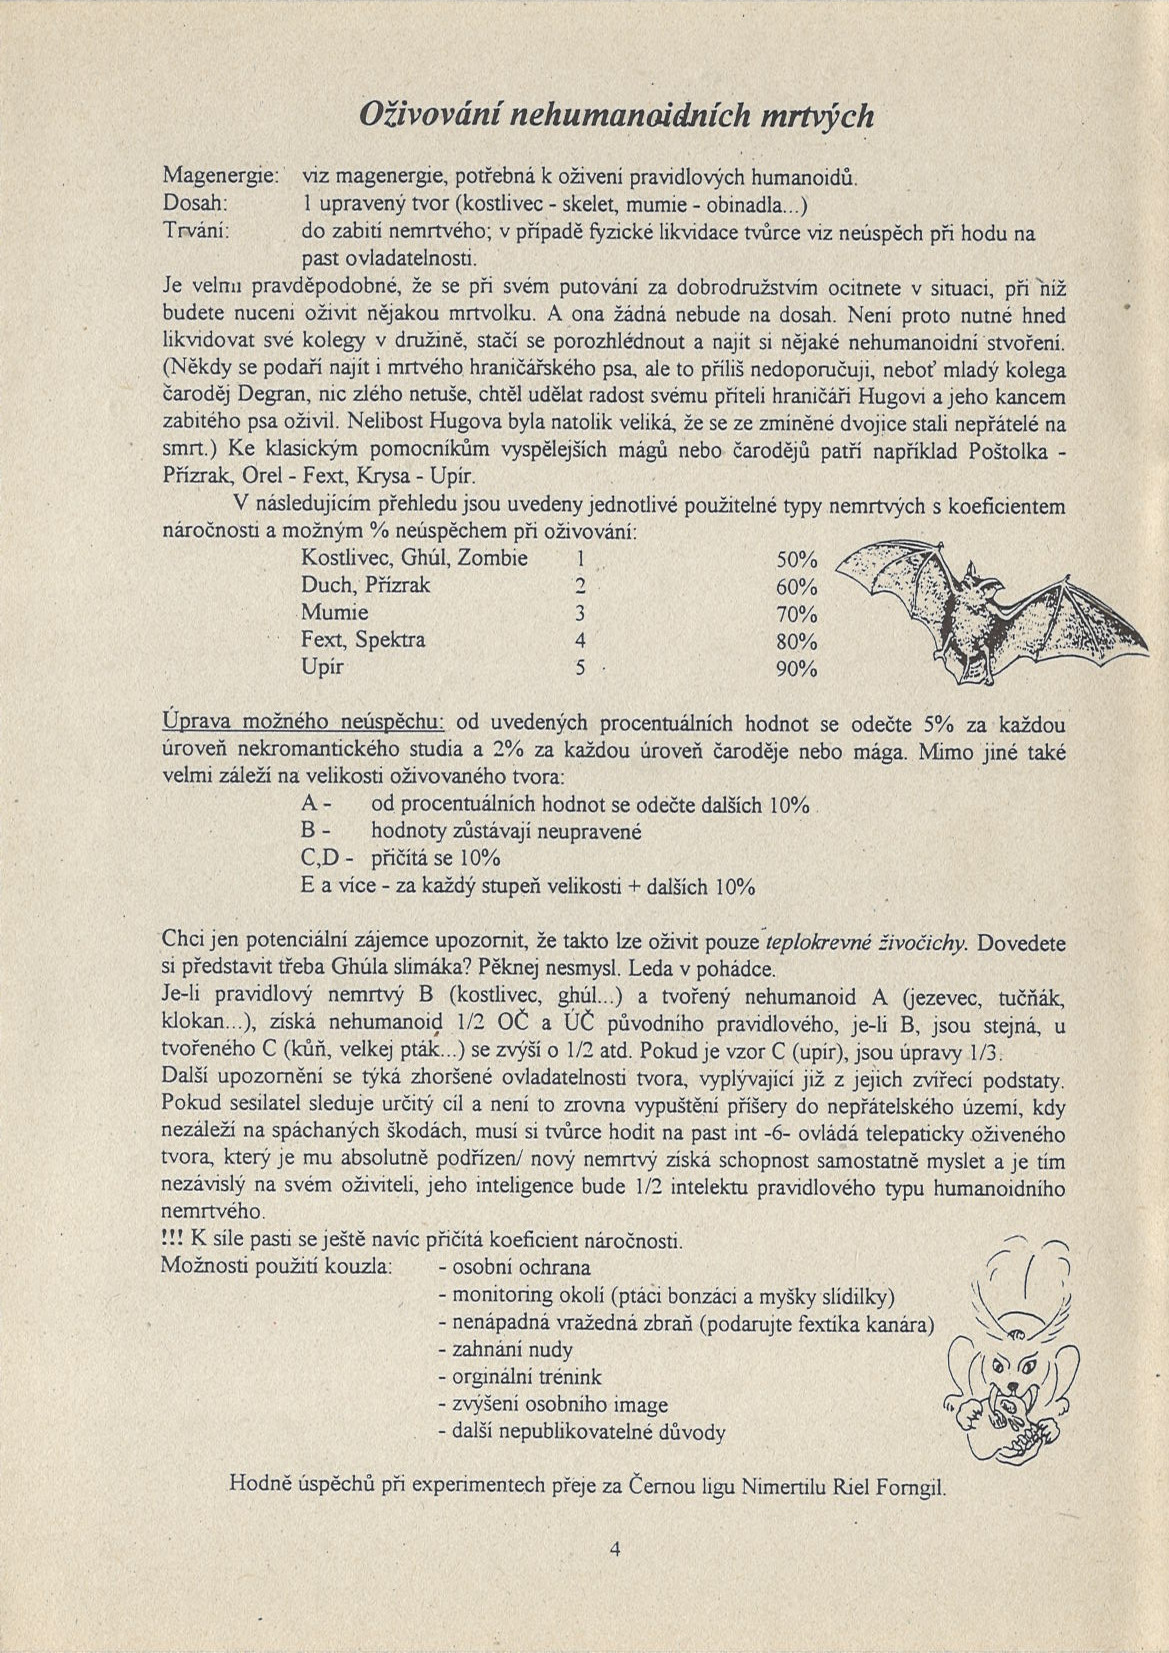 Oživování nehumanoidních mrtvých
Magenergie: viz magenergie, potřebná k oživení pravidlových humanoidů.
Dosah: 1 upravený tvor (kostlivec - skelet, mumie - obinadla...)
Trvání: do zabití nemrtvého; v případě fyzické likvidace tvůrce viz neúspěch při hodu na
past ovladatelnosti.
Je velmi pravděpodobné, že se při svém putování za dobrodružstvím ocitnete v situaci, při níž
budete nuceni oživit nějakou mrtvolku. A ona žádná nebude na dosah. Není proto nutné hned
likvidovat své kolegy v družině, stačí se porozhlédnout a najít si nějaké nehumanoidní stvoření.
(Někdy se podaří najít i mrtvého hraničářského psa, ale to příliš nedoporučuji, neboť mladý kolega
čaroděj Degran, nic zlého netuše, chtěl udělat radost svému příteli hraničáři Hugovi a jeho kancem
zabitého psa oživil. Nelibost Hugova byla natolik veliká, že se ze zmíněné dvojice stali nepřátelé na
smrt.) Ke klasickým pomocníkům vyspělejších mágů nebo čarodějů patří například Poštolka -
Přízrak, Orel - Fext, Krysa - Upír.
V následujícím přehledu jsou uvedeny jednotlivé použitelné typy nemrtvých s koeficientem
náročnosti a možným % neúspěchem při oživování:
Kostlivec, Ghúl, Zombie 1 50%
Duch, Přízrak 2 60%
Mumie 3 70%
Fext, Spektra 4 80%
Upír 5 90%
Úprava možného neúspěchu: od uvedených procentuálních hodnot se odečte 5% za každou
úroveň nekromantického studia a 2% za každou úroveň čaroděje nebo mága. Mimo jiné také
velmi záleží na velikosti oživovaného tvora:
A - od procentuálních hodnot se odečte dalších 10%
B - hodnoty zůstávají neupravené
C,D - přičítá se 10%
E a více - za každý stupeň velikosti + dalších 10%
Chci jen potenciální zájemce upozornit, že takto lze oživit pouze teplokrevné živočichy. Dovedete
si představit třeba Ghúla slimáka? Pěknej nesmysl. Leda v pohádce.
Je-li pravidlový nemrtvý B (kostlivec, ghúl...) a tvořený nehumanoid A (jezevec, tučňák,
klokan...), získá nehumanoid 1/2 OČ a ÚČ původního pravidlového, je-li B, jsou stejná, u
tvořeného C (kůň, velkej pták...) se zvýší o 1/2 atd. Pokud je vzor C (upír), jsou úpravy 1/3.
Další upozornění se týká zhoršené ovladatelnosti tvora, vyplývající již z jejich zvířecí podstaty.
Pokud sesilatel sleduje určitý cíl a není to zrovna vypuštění příšery do nepřátelského území, kdy
nezáleží na spáchaných škodách, musí si tvůrce hodit na past int -6- ovládá telepaticky oživeného
tvora, který je mu absolutně podřízen/ nový nemrtvý získá schopnost samostatně myslet a je tím
nezávislý na svém oživiteli, jeho inteligence bude 1/2 intelektu pravidlového typu humanoidního
nemrtvého.
!!! K síle pasti se ještě navíc přičítá koeficient náročnosti.
Možnosti použití kouzla: - osobní ochrana
- monitoring okolí (ptáci bonzáci a myšky slídilky)
- nenápadná vražedná zbraň (podarujte fextíka kanára)
- zahnání nudy
- orginální trénink
- zvýšení osobního image
- další nepublikovatelné důvody
Hodně úspěchů při experimentech přeje za Černou ligu Nimertilu Riel Forngil.
4